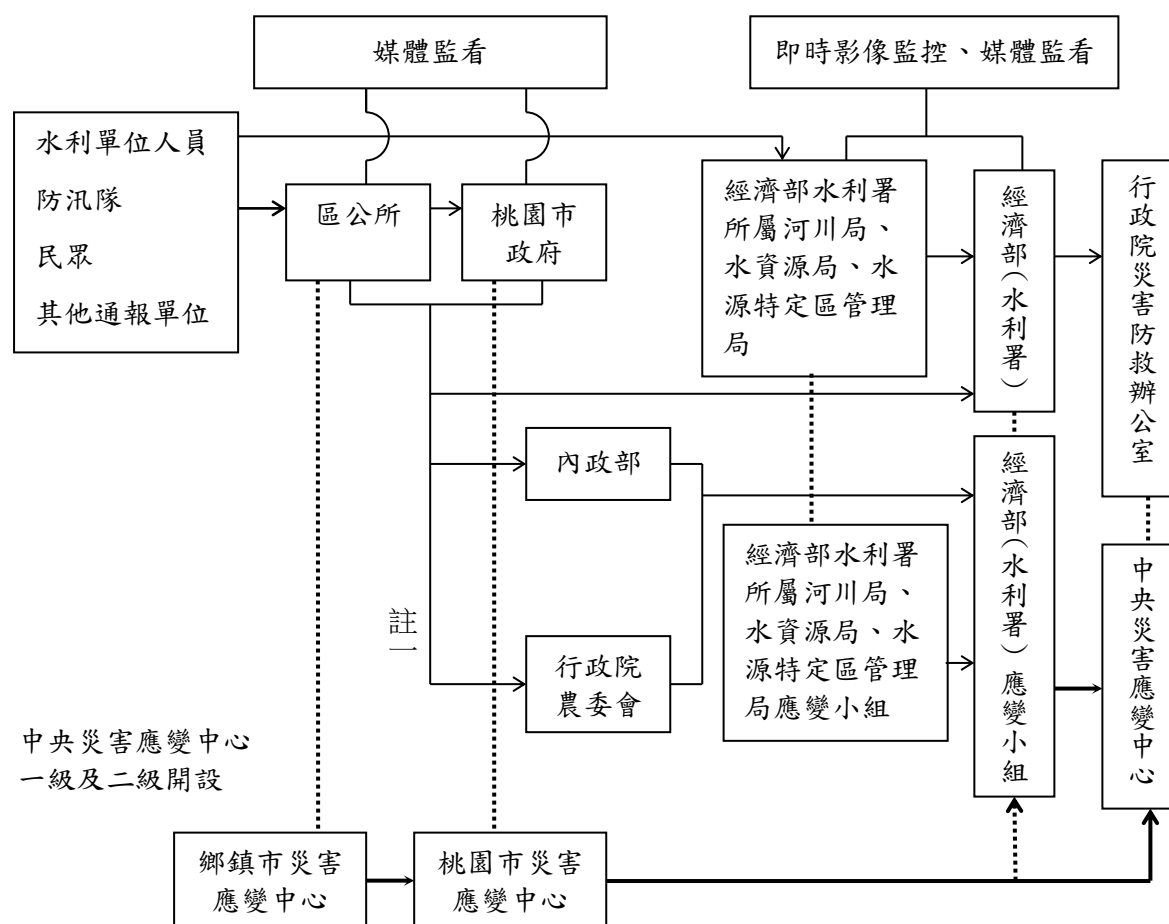 媒體監看
即時影像監控、媒體監看
水利單位人員
防汛隊
民眾
其他通報單位
區公所
桃園市
政府
經濟部水利署
所屬河川局、
水資源局、水
源特定區管理
局
經濟部(水利署)
行政院災害防救辦公室
內政部
行政院
農委會
註一
經濟部水利署
所屬河川局、
水資源局、水
源特定區管理
局應變小組
經濟部(水利署)應變小組
中央災害應變中心
中央災害應變中心
一級及二級開設
鄉鎮市災害
應變中心
桃園市災害
應變中心